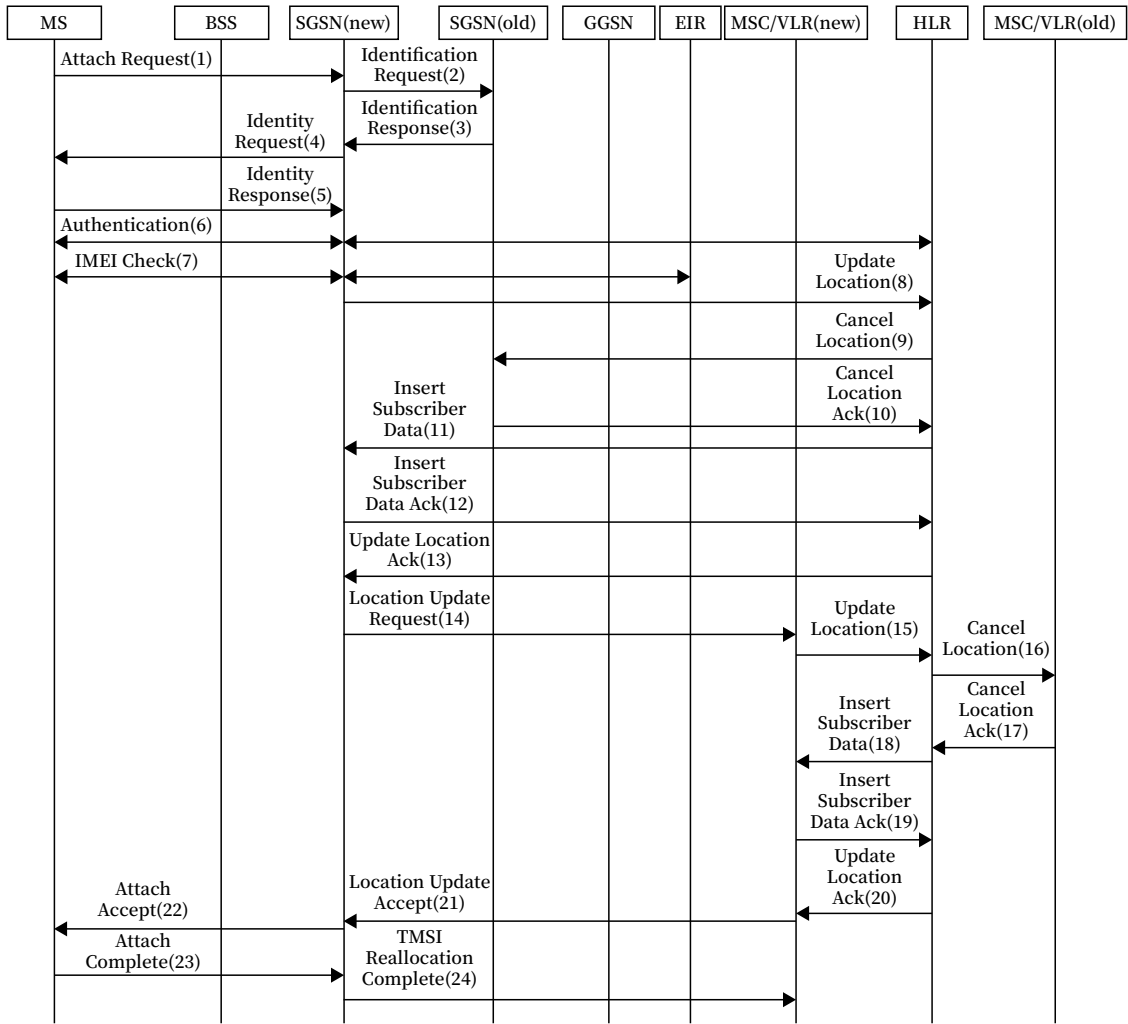 MS
BSS
SGSN(new)
SGSN(old)
GGSN
EIR
MSC/VLR(new)
HLR
MSC/VLR(old)
Attach Request(1)
Identification
Request(2)
Identification
Response(3)
Identity
Request(4)
Identity
Response(5)
Authentication(6)
IMEI Check(7)
Update
Location(8)
Cancel
Location(9)
Cancel
Location
Ack(10)
Insert
Subscriber
Data(11)
Insert
Subscriber
Data Ack(12)
Update Location
Ack(13)
Location Update
Request(14)
Update
Location(15)
Cancel
Location(16)
Cancel
Location
Ack(17)
Insert
Subscriber
Data(18)
Insert
Subscriber
Data Ack(19)
Update
Location
Ack(20)
Location Update
Accept(21)
Attach
Accept(22)
Attach
Complete(23)
TMSI
Reallocation
Complete(24)